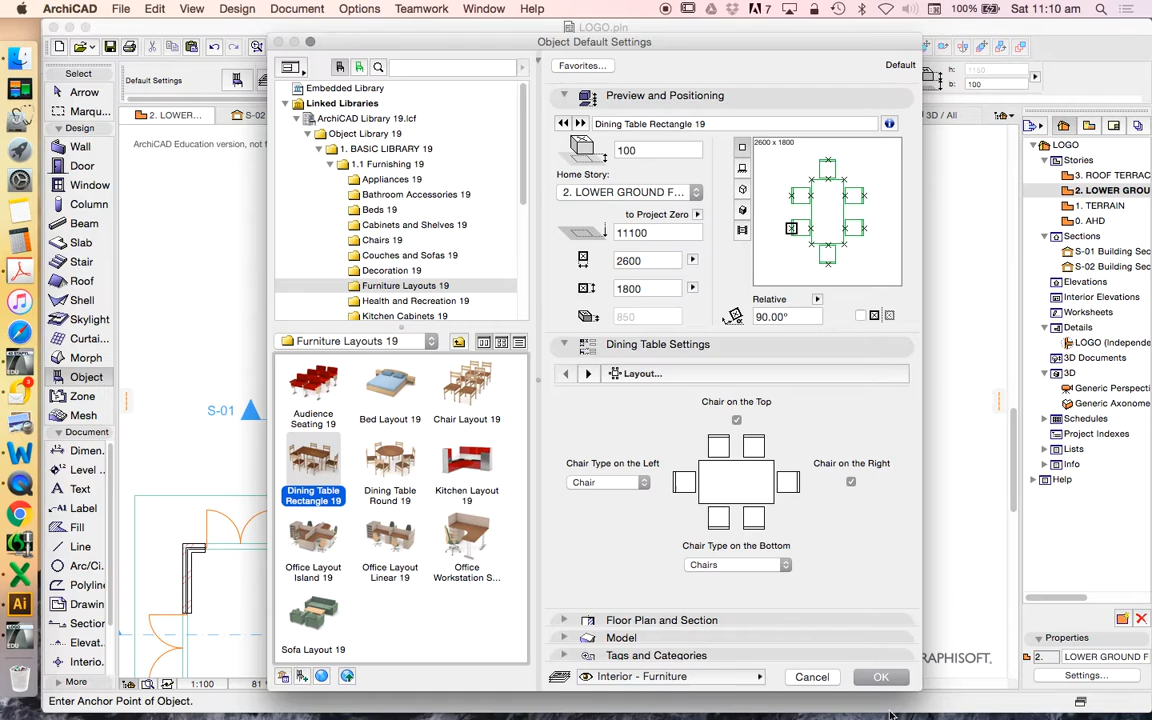 ArchiCAD File Edit View Design Document Options Teamwork Window Help 100% Sat 11:10 am
LOGO.pin
Object Default Settings
Select
Arrow
Marqu...
Design
Wall
Door
Window
Column
Beam
Slab
Stair
Roof
Shell
Skylight
Curtai...
Morph
Object
Zone
Mesh
Document
Dimen...
Level ...
Text
Label
Fill
Line
Arc/Ci...
Polyline
Drawin
Section
Elevat...
Interio...
More
Default Settings
2. LOWER...
S-02
ArchiCAD Education version, not f
S-01
1:100
81
Enter Anchor Point of Object.
Embedded Library
Linked Libraries
ArchiCAD Library 19.lcf
Object Library 19
1. BASIC LIBRARY 19
1.1 Furnishing 19
Appliances 19
Bathroom Accessories 19
Beds 19
Cabinets and Shelves 19
Chairs 19
Couches and Sofas 19
Decoration 19
Furniture Layouts 19
Health and Recreation 19
Kitchen Cabinets 19
Furniture Layouts 19
Audience
Seating 19
Bed Layout 19
Chair Layout 19
Dining Table
Rectangle 19
Dining Table
Round 19
Kitchen Layout
19
Office Layout
Island 19
Office Layout
Linear 19
Office
Workstation S...
Sofa Layout 19
Favorites...
Default
Preview and Positioning
Dining Table Rectangle 19
100
Home Story:
2. LOWER GROUND F...
to Project Zero
11100
2600
1800
850
2600 x 1800
Relative
90.00°
Dining Table Settings
Layout...
Chair on the Top
Chair Type on the Left
Chair
Chair on the Right
Chair Type on the Bottom
Chairs
Floor Plan and Section
Model
Tags and Categories
Interior - Furniture
Cancel
OK
h: 1150
b: 100
3D / All
RAPHISOFT.
LOGO
Stories
3. ROOF TERRAC
2. LOWER GROU
1. TERRAIN
0. AHD
Sections
S-01 Building Sec
S-02 Building Sec
Elevations
Interior Elevations
Worksheets
Details
LOGO (Independe
3D Documents
3D
Generic Perspecti
Generic Axonome
Schedules
Project Indexes
Lists
Info
Help
Properties
2. LOWER GROUND F
Settings...